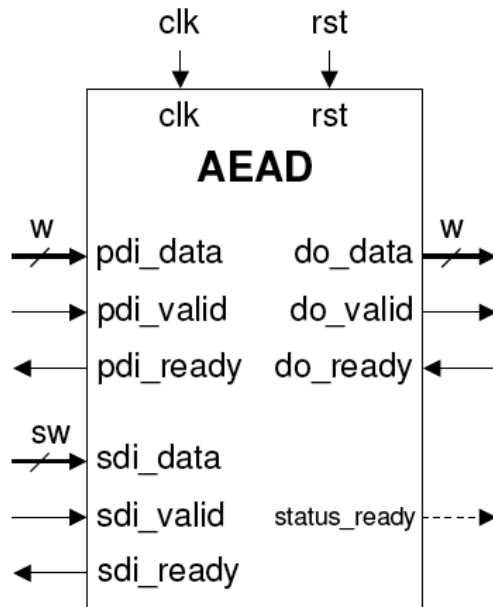 clk rst
clk rst
AEAD
w w
pdi_data do_data
pdi_valid do_valid
pdi_ready do_ready
sw
sdi_data
sdi_valid status_ready
sdi_ready